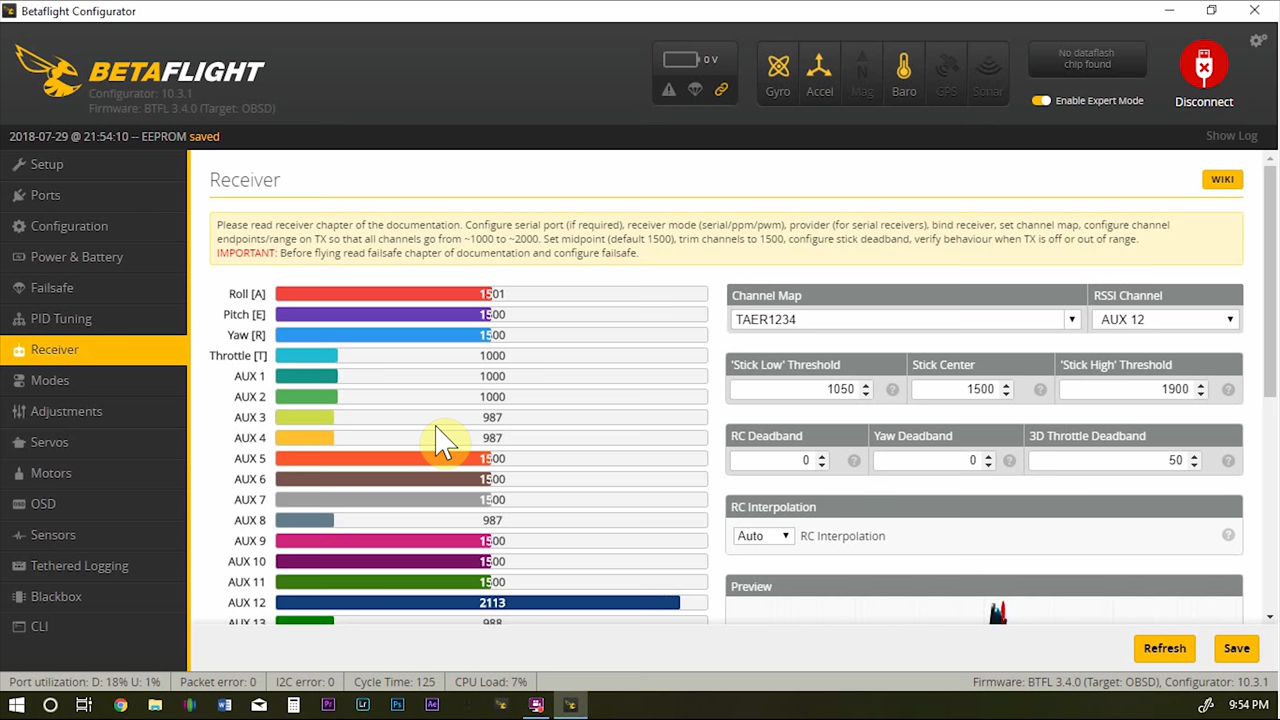 Betaflight Configurator
BETAFLIGHT
Configurator: 10.3.1
Firmware: BTFL 3.4.0 (Target: OBSD)
0 V
Gyro
Accel
Mag
Baro
GPS
Sonar
No dataflash
chip found
Enable Expert Mode
Disconnect
2018-07-29 @ 21:54:10 -- EEPROM saved
Show Log
Setup
Ports
Configuration
Power & Battery
Failsafe
PID Tuning
Receiver
Modes
Adjustments
Servos
Motors
OSD
Sensors
Tethered Logging
Blackbox
CLI
Receiver
WIKI
Please read receiver chapter of the documentation. Configure serial port (if required), receiver mode (serial/ppm/pwm), provider (for serial receivers), bind receiver, set channel map, configure channel
endpoints/range on TX so that all channels go from ~1000 to ~2000. Set midpoint (default 1500), trim channels to 1500, configure stick deadband, verify behaviour when TX is off or out of range.
IMPORTANT: Before flying read failsafe chapter of documentation and configure failsafe.
Roll [A] 1501
Pitch [E] 1500
Yaw [R] 1500
Throttle [T] 1000
AUX 1 1000
AUX 2 1000
AUX 3 987
AUX 4 987
AUX 5 1500
AUX 6 1500
AUX 7 1500
AUX 8 987
AUX 9 1500
AUX 10 1500
AUX 11 1500
AUX 12 2113
AUX 13 988
Channel Map
RSSI Channel
TAER1234
AUX 12
'Stick Low' Threshold
Stick Center
'Stick High' Threshold
1050
1500
1900
RC Deadband
Yaw Deadband
3D Throttle Deadband
0
0
50
RC Interpolation
Auto
RC Interpolation
Preview
Refresh
Save
Port utilization: D: 18% U: 1%
Packet error: 0
I2C error: 0
Cycle Time: 125
CPU Load: 7%
Firmware: BTFL 3.4.0 (Target: OBSD), Configurator: 10.3.1
9:54 PM